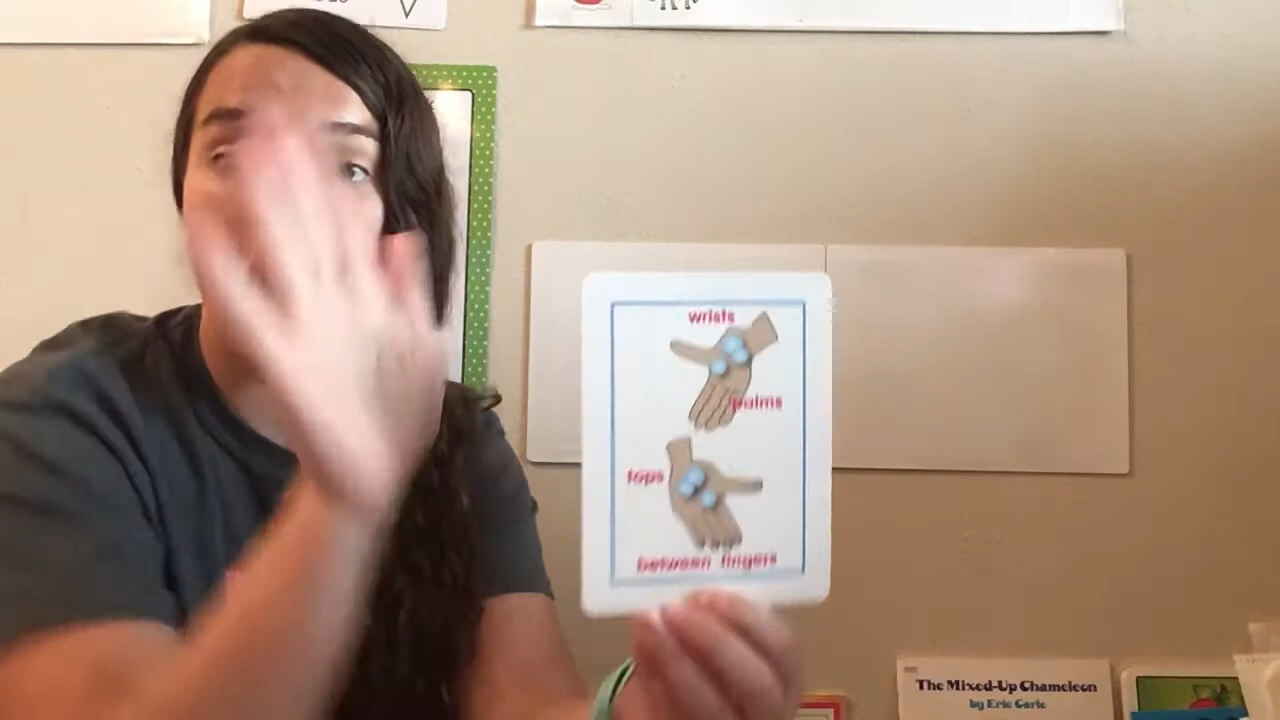 wrists
palms
tops
between fingers
The Mixed-Up Chameleon
by Eric Carle